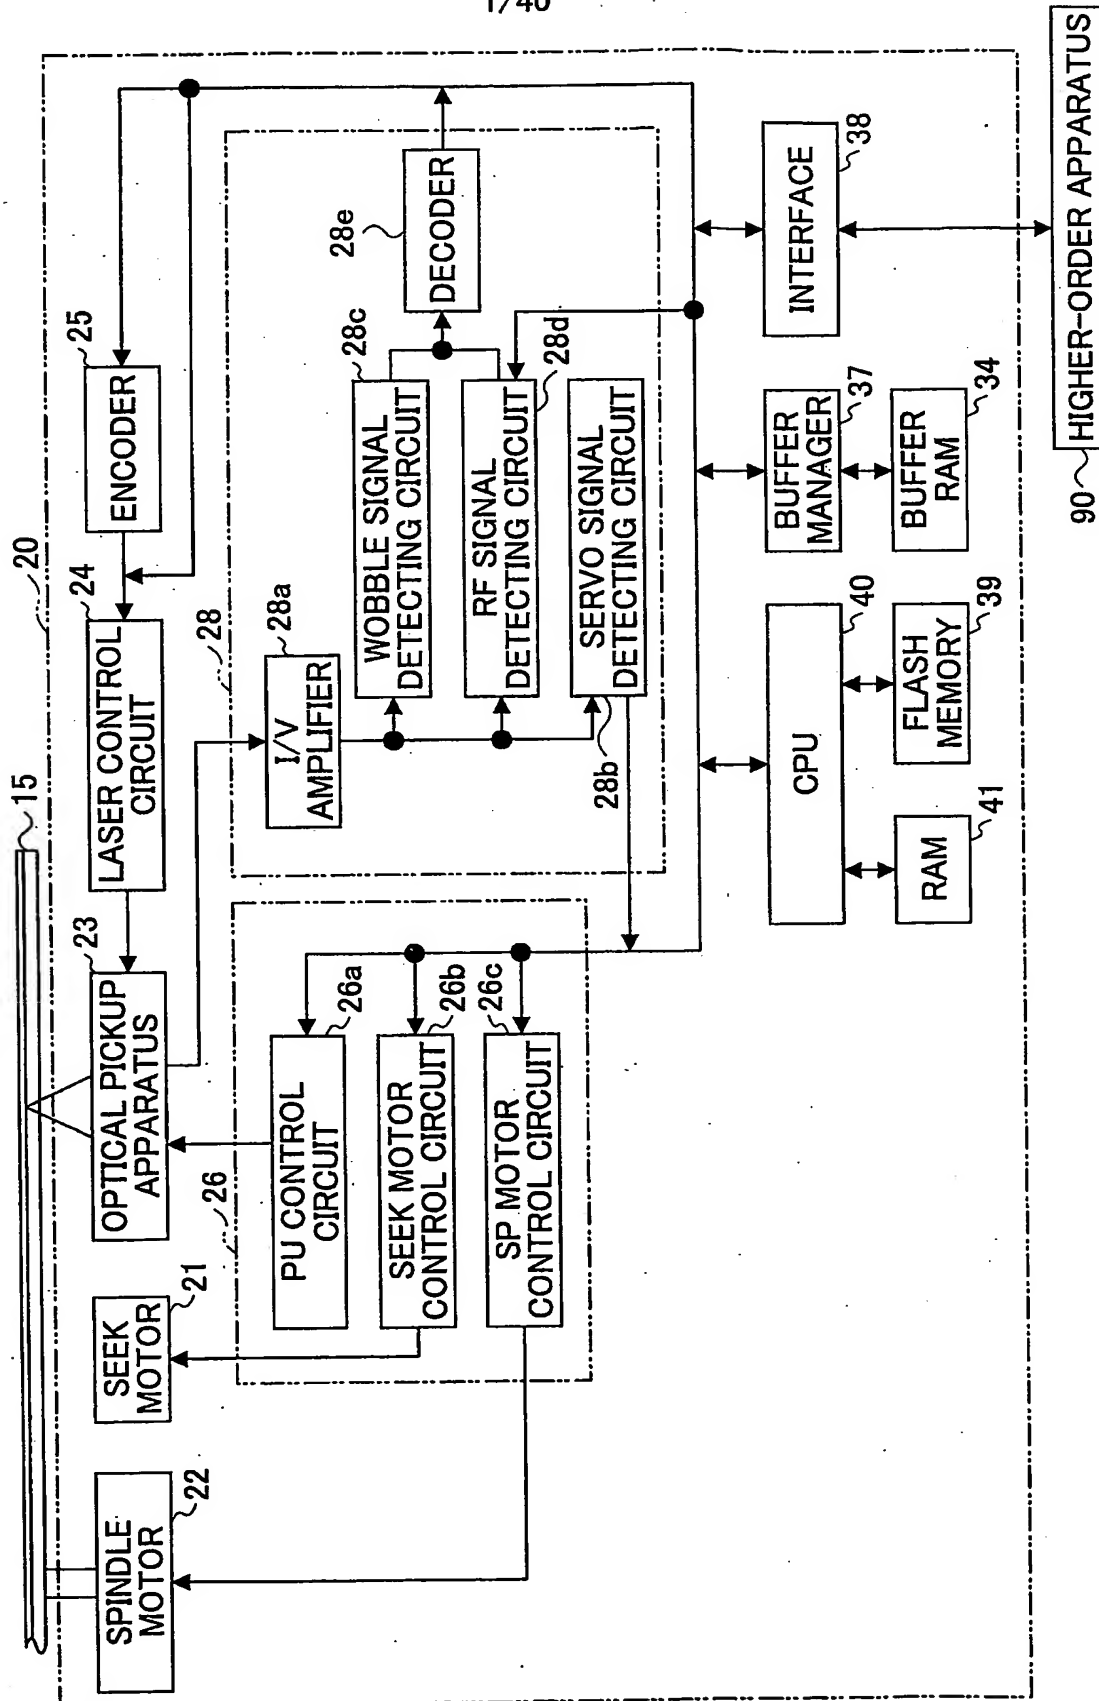 1/40
15
20
SPINDLE
MOTOR
22
SEEK
MOTOR
21
OPTICAL PICKUP
APPARATUS
23
LASER CONTROL
CIRCUIT
24
ENCODER
25
26
PU CONTROL
CIRCUIT
26a
SEEK MOTOR
CONTROL CIRCUIT
26b
SP MOTOR
CONTROL CIRCUIT
26c
28
I/V
AMPLIFIER
28a
WOBBLE SIGNAL
DETECTING CIRCUIT
28c
RF SIGNAL
DETECTING CIRCUIT
28d
SERVO SIGNAL
DETECTING CIRCUIT
28b
DECODER
28e
CPU
40
RAM
41
FLASH
MEMORY
39
BUFFER
MANAGER
37
BUFFER
RAM
34
INTERFACE
38
90
HIGHER-ORDER APPARATUS